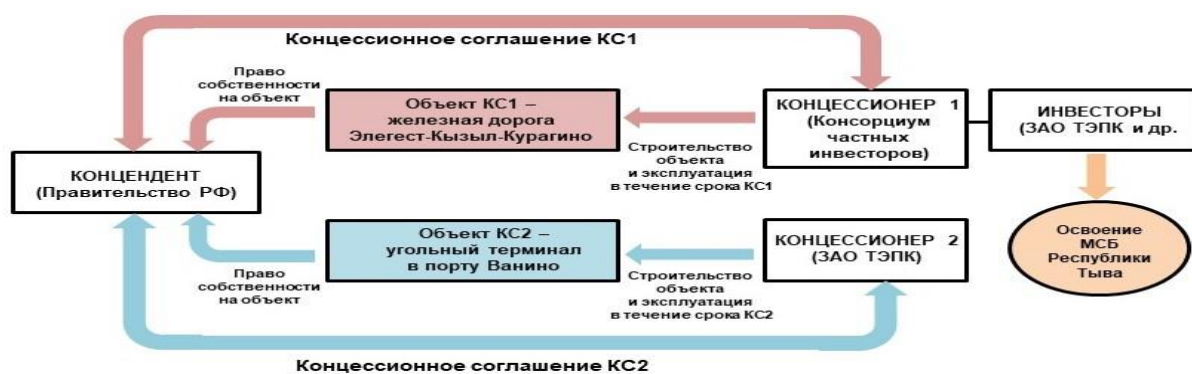 Концессионное соглашение КС1
Право
собственности
на объект
Объект КС1 –
железная дорога
Элегест-Кызыл-Курагино
Строительство
объекта
и эксплуатация
в течение срока КС1
КОНЦЕССИОНЕР 1
(Консорциум
частных
инвесторов)
ИНВЕСТОРЫ
(ЗАО ТЭПК и др.
КОНЦЕНДЕНТ
(Правительство РФ)
Объект КС2 –
угольный терминал
в порту Ванино
Право
собственности
на объект
Строительство
объекта
и эксплуатация
в течение срока КС2
КОНЦЕССИОНЕР 2
(ЗАО ТЭПК)
Освоение
МСБ
Республики
Тыва
Концессионное соглашение КС2